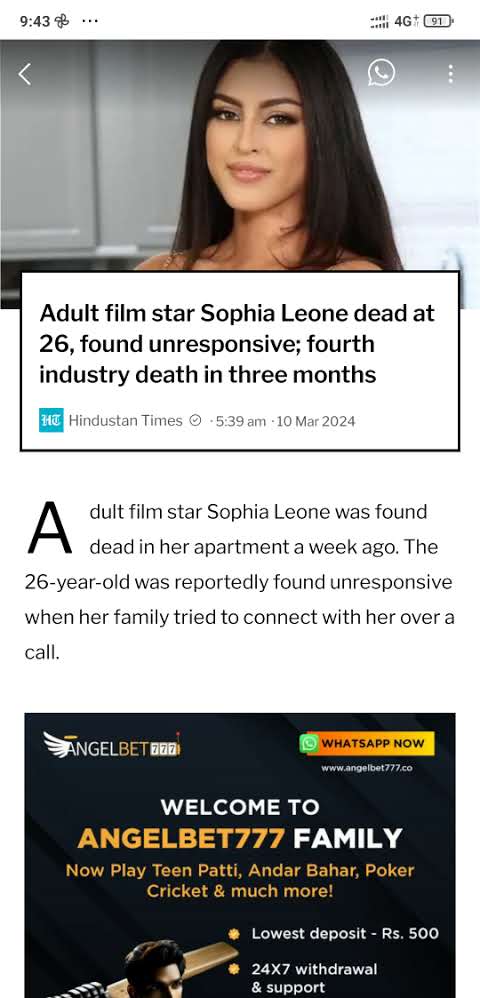 9:43
4G+
91
Adult film star Sophia Leone dead at
26, found unresponsive; fourth
industry death in three months
HT Hindustan Times · 5:39 am · 10 Mar 2024
Adult film star Sophia Leone was found
dead in her apartment a week ago. The
26-year-old was reportedly found unresponsive
when her family tried to connect with her over a
call.
ANGELBET777
WHATSAPP NOW
www.angelbet777.co
WELCOME TO
ANGELBET777 FAMILY
Now Play Teen Patti, Andar Bahar, Poker
Cricket & much more!
Lowest deposit - Rs. 500
24X7 withdrawal
& support